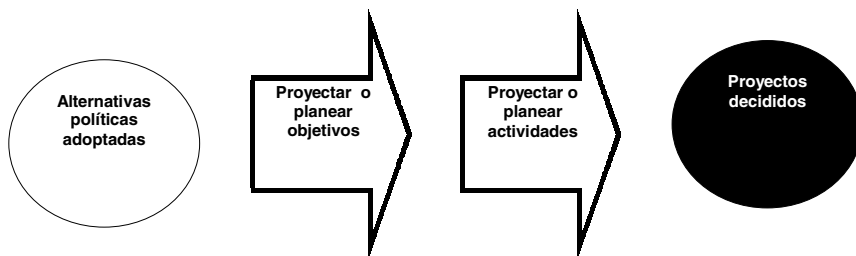 Alternativas
políticas
adoptadas
Proyectar o
planear
objetivos
Proyectar o
planear
actividades
Proyectos
decididos